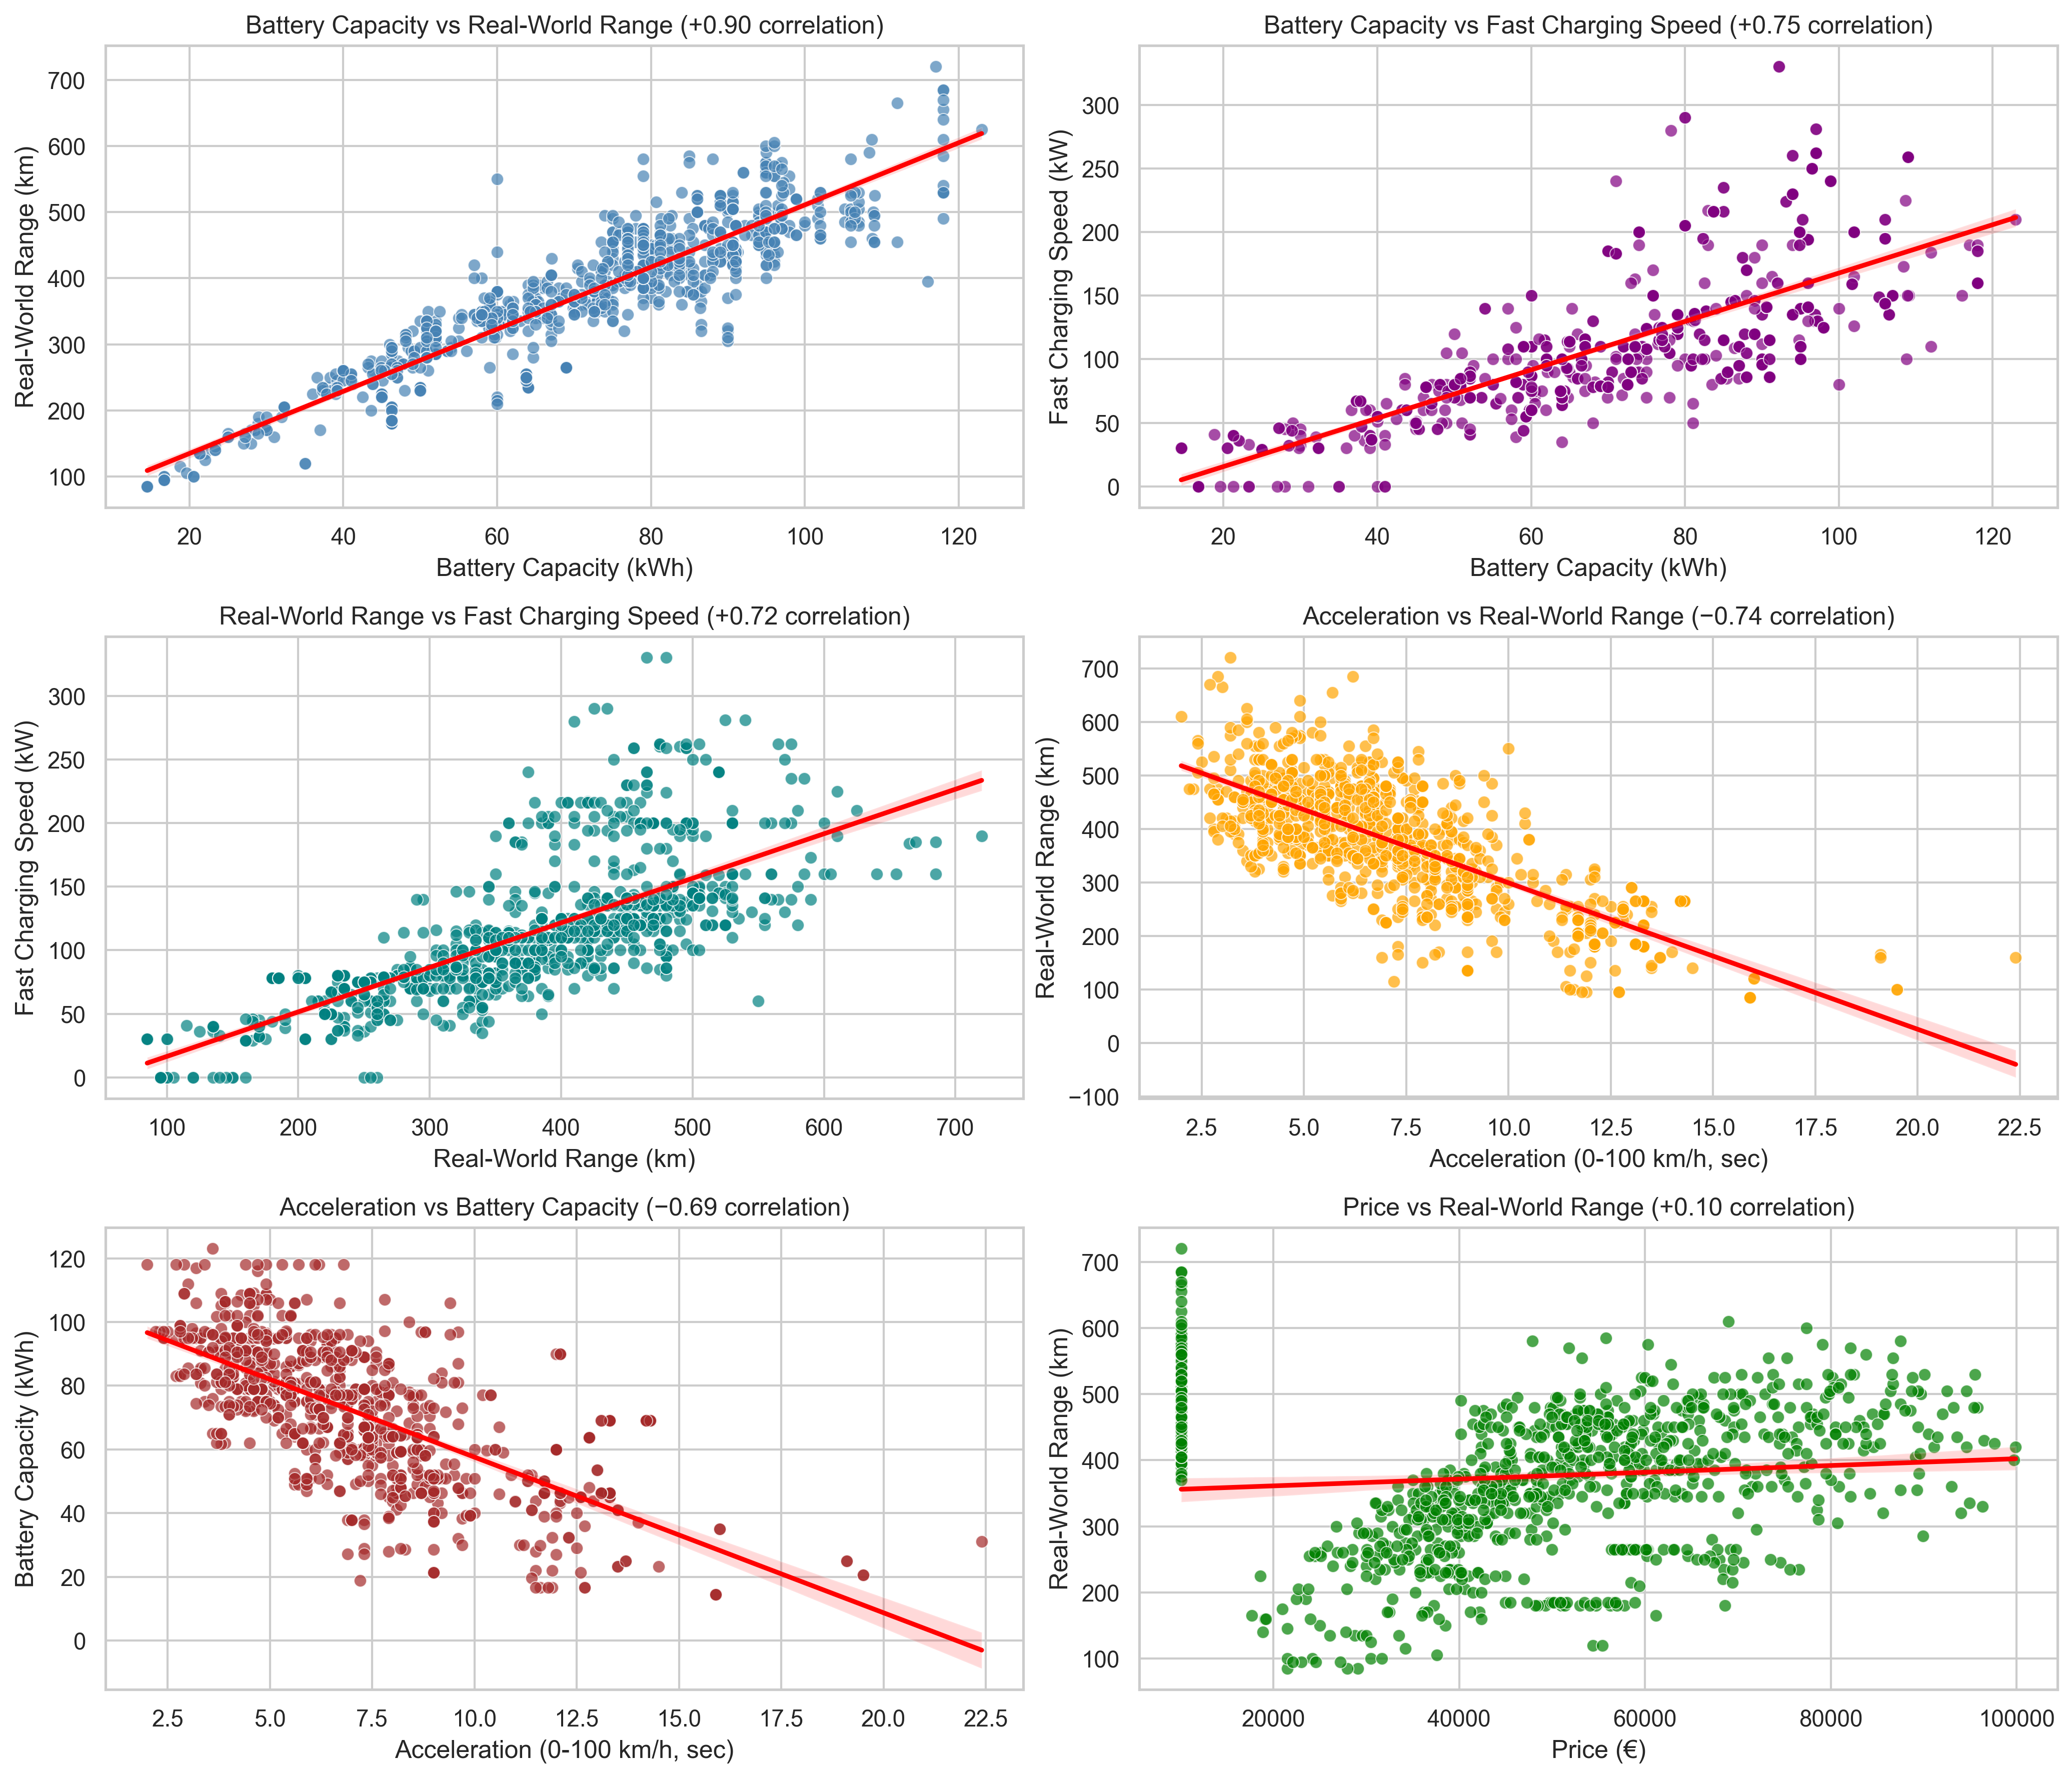 Battery Capacity vs Real-World Range (+0.90 correlation)
Real-World Range (km)
700
600
500
400
300
200
100
20 40 60 80 100 120
Battery Capacity (kWh)
Battery Capacity vs Fast Charging Speed (+0.75 correlation)
Fast Charging Speed (kW)
300
250
200
150
100
50
0
20 40 60 80 100 120
Battery Capacity (kWh)
Real-World Range vs Fast Charging Speed (+0.72 correlation)
Fast Charging Speed (kW)
300
250
200
150
100
50
0
100 200 300 400 500 600 700
Real-World Range (km)
Acceleration vs Real-World Range (−0.74 correlation)
Real-World Range (km)
700
600
500
400
300
200
100
0
−100
2.5 5.0 7.5 10.0 12.5 15.0 17.5 20.0 22.5
Acceleration (0-100 km/h, sec)
Acceleration vs Battery Capacity (−0.69 correlation)
Battery Capacity (kWh)
120
100
80
60
40
20
0
2.5 5.0 7.5 10.0 12.5 15.0 17.5 20.0 22.5
Acceleration (0-100 km/h, sec)
Price vs Real-World Range (+0.10 correlation)
Real-World Range (km)
700
600
500
400
300
200
100
20000 40000 60000 80000 100000
Price (€)